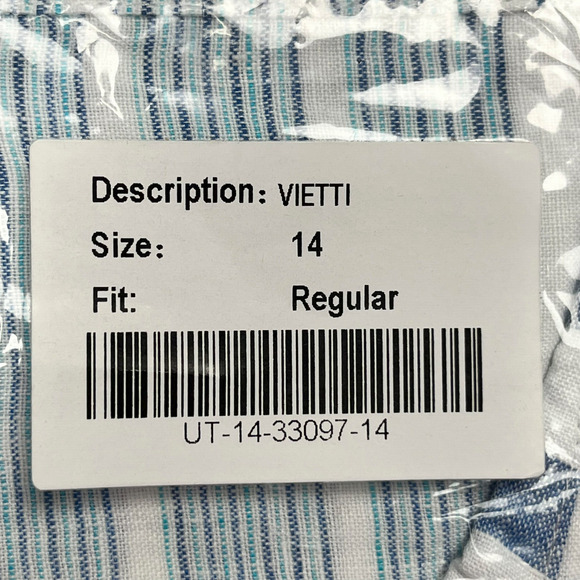 Description: VIETTI
Size: 14
Fit: Regular
UT-14-33097-14